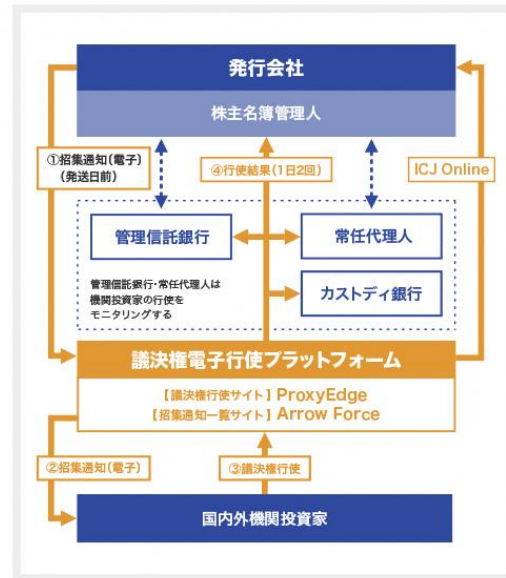 発行会社
株主名簿管理人
①招集通知〔電子〕
(発送日前)
④行使結果(1日2回)
ICJ Online
管理信託銀行
常任代理人
管理信託銀行・常任代理人は
機関投資家の行使を
モニタリングする
カストディ銀行
議決権電子行使プラットフォーム
【議決権行使サイト】ProxyEdge
【招集通知一覧サイト】Arrow Force
②招集通知〔電子〕
③議決権行使
国内外機関投資家